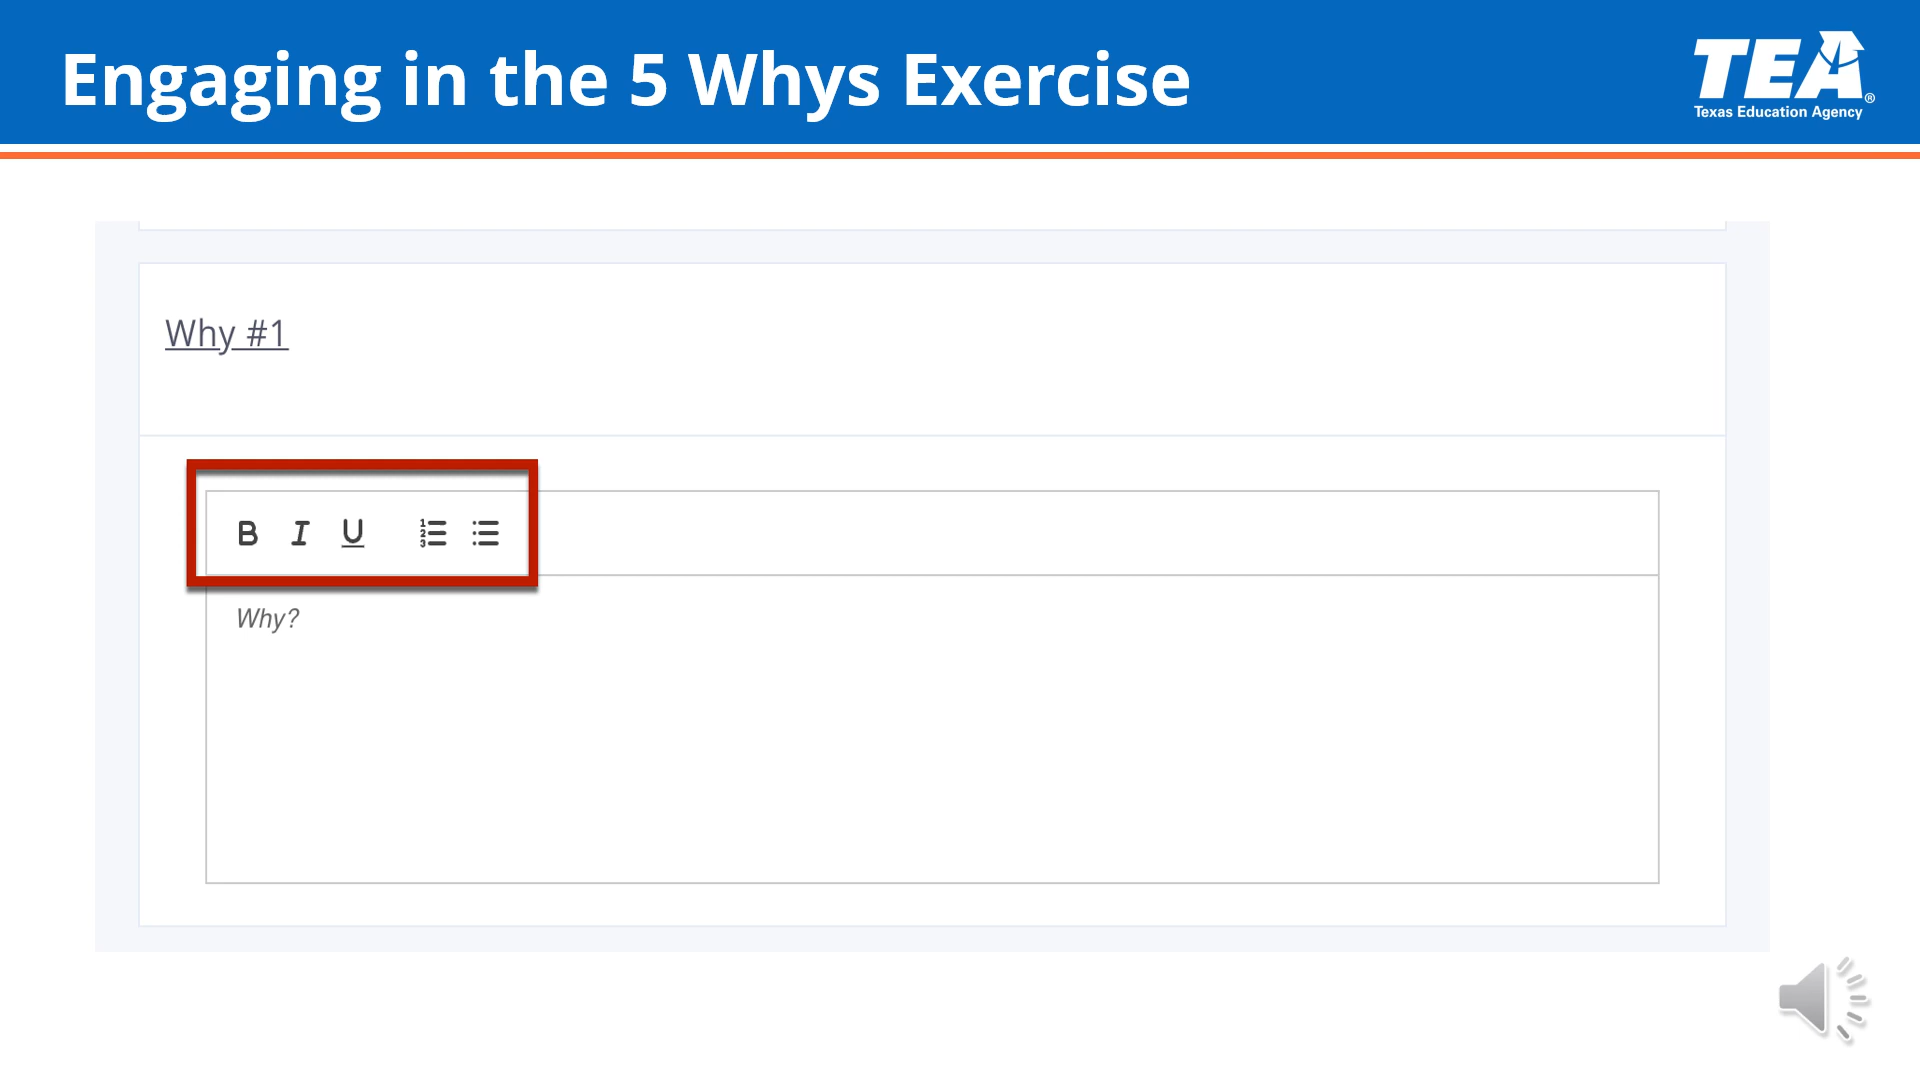 Engaging in the 5 Whys Exercise
TEA®
Texas Education Agency
Why #1
B I U
Why?